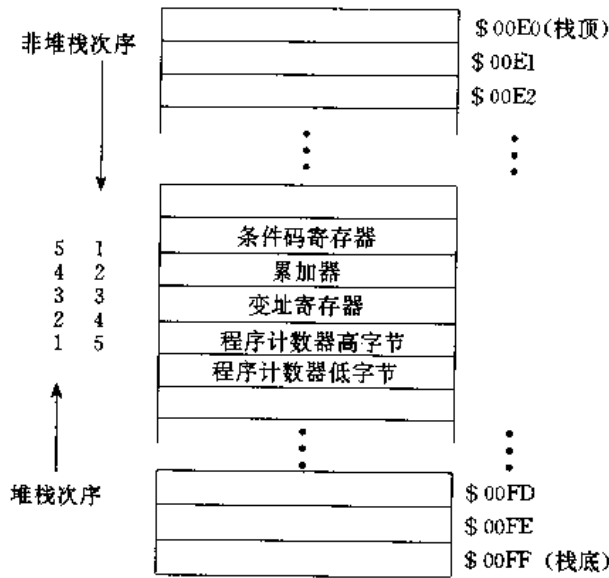 $00E0(栈顶)
非堆栈次序
$00E1
$00E2
5 1 条件码寄存器
4 2 累加器
3 3 变址寄存器
2 4 程序计数器高字节
1 5 程序计数器低字节
堆栈次序
$00FD
$00FE
$00FF (栈底)